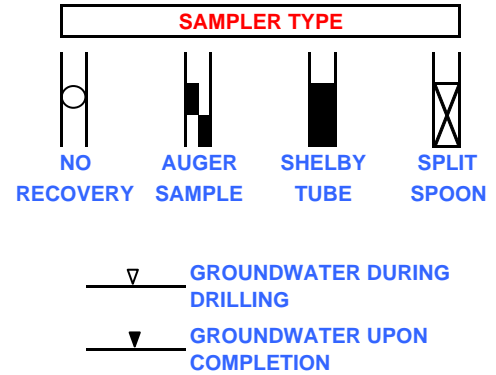 SAMPLER TYPE
NO AUGER SHELBY SPLIT
RECOVERY SAMPLE TUBE SPOON
GROUNDWATER DURING
DRILLING
GROUNDWATER UPON
COMPLETION